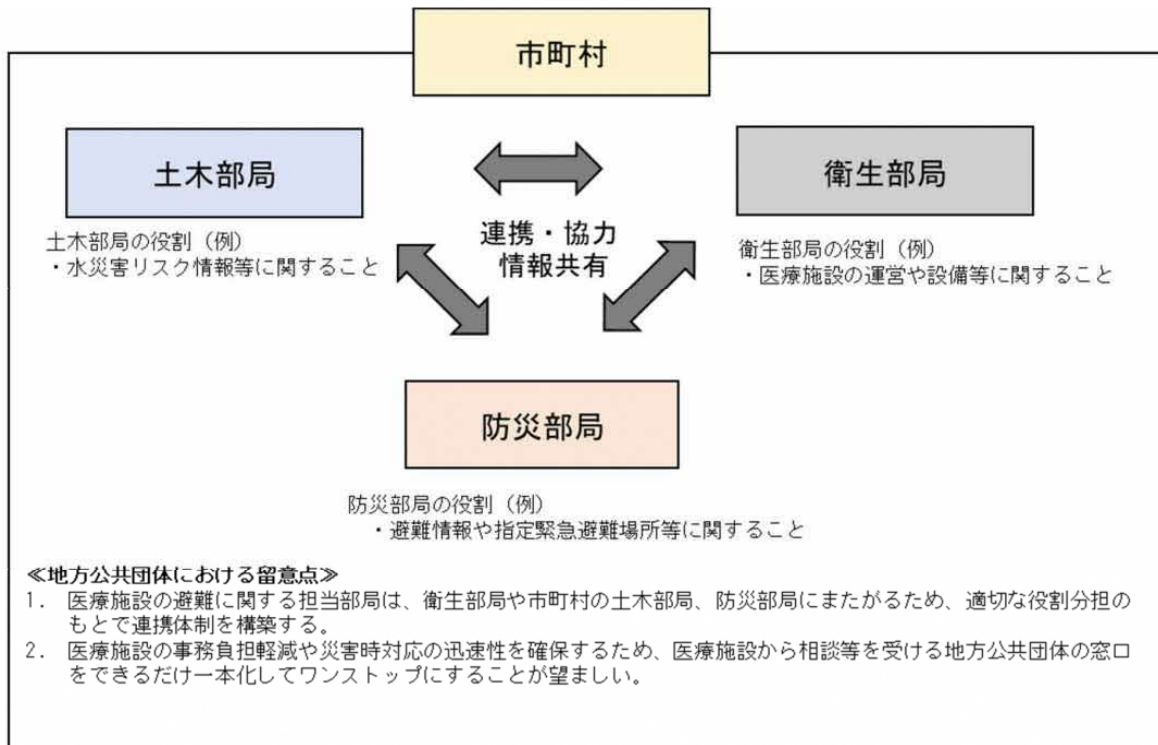 市町村
土木部局
衛生部局
土木部局の役割（例）
・水災害リスク情報等に関すること
連携・協力
情報共有
衛生部局の役割（例）
・医療施設の運営や設備等に関すること
防災部局
防災部局の役割（例）
・避難情報や指定緊急避難場所等に関すること
≪地方公共団体における留意点≫
1. 医療施設の避難に関する担当部局は、衛生部局や市町村の土木部局、防災部局にまたがるため、適切な役割分担の
もとで連携体制を構築する。
2. 医療施設の事務負担軽減や災害時対応の迅速性を確保するため、医療施設から相談等を受ける地方公共団体の窓口
をできるだけ一本化してワンストップにすることが望ましい。